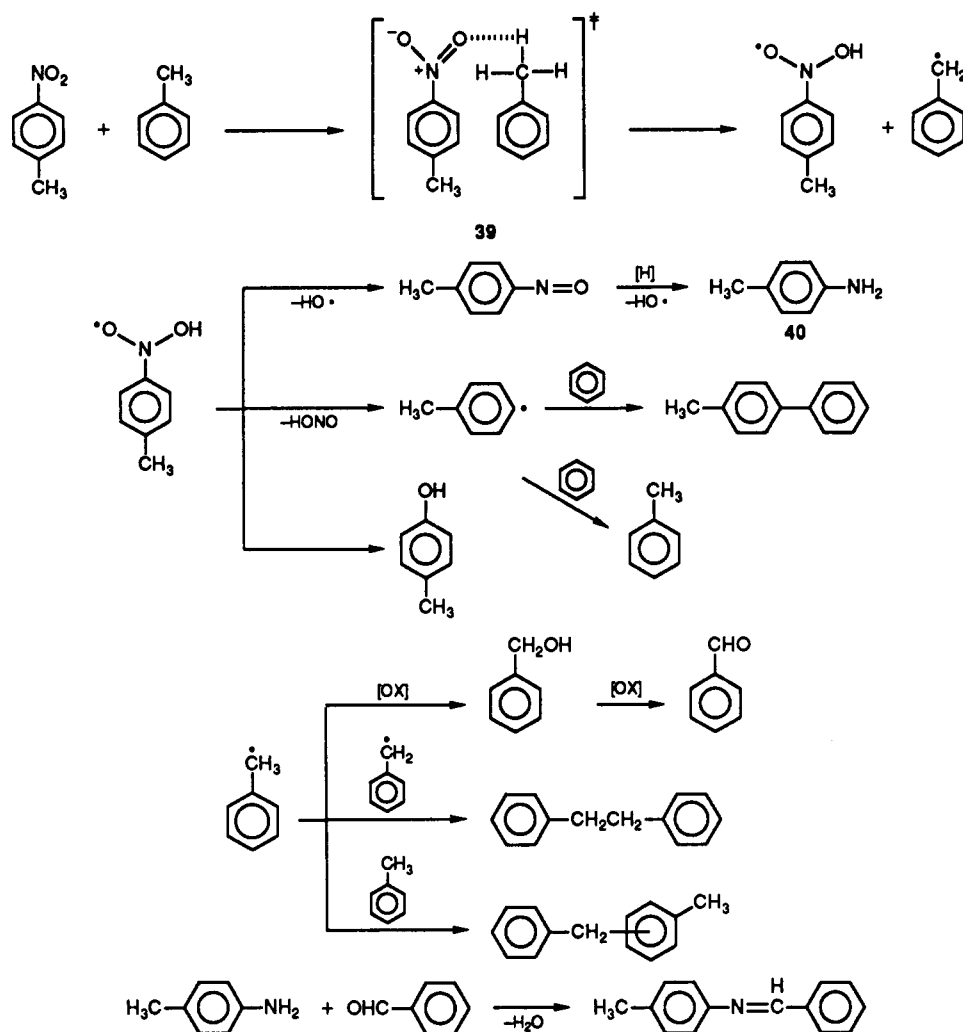 NO2
CH3
+
CH3
⁻O
O
H
N⁺
H–C–H
CH3
‡
•O
OH
N
CH3
+
•CH2
39
•O
OH
N
CH3
–HO •
H3C
N=O
[H]
–HO •
H3C
NH2
40
–HONO
H3C
•
H3C
OH
CH3
CH3
•CH3
[OX]
CH2OH
[OX]
CHO
•CH2
CH2CH2
CH3
CH2
CH3
H3C
NH2
+
OHC
–H2O
H3C
N=C
H